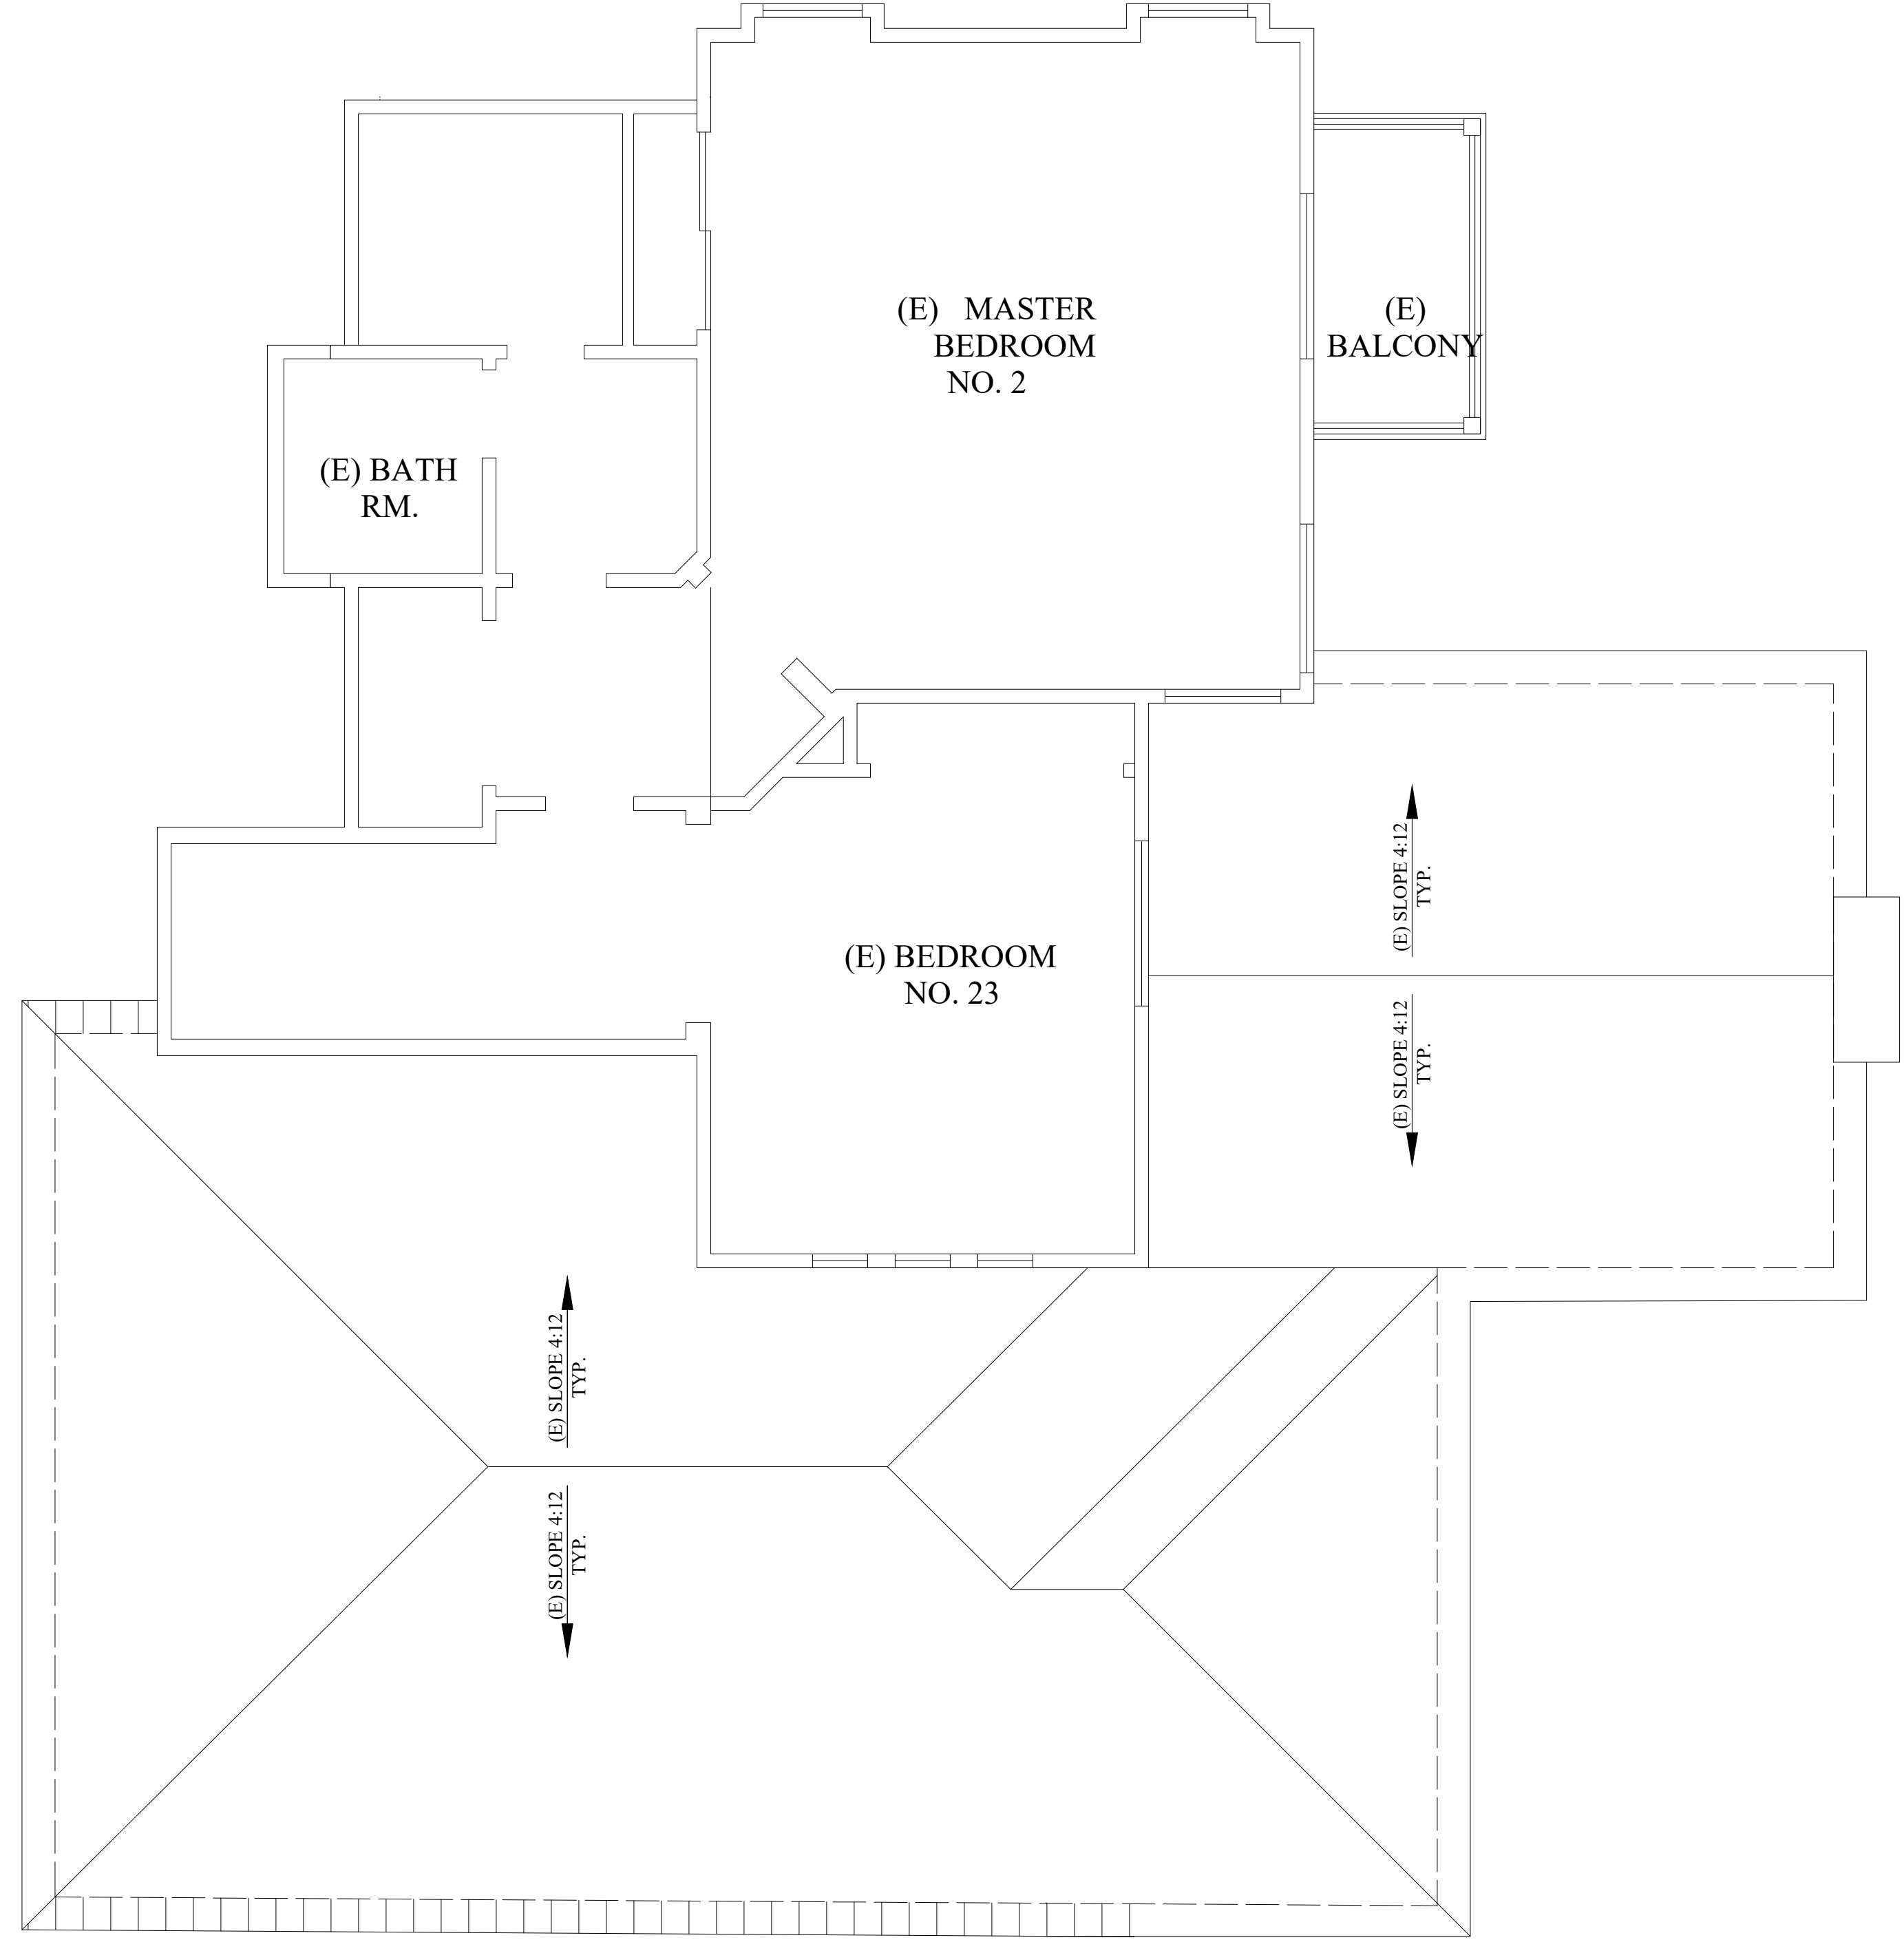 (E) MASTER
BEDROOM
NO. 2
(E)
BALCONY
(E) BATH
RM.
(E) BEDROOM
NO. 23
(E) SLOPE 4:12
TYP.
(E) SLOPE 4:12
TYP.
(E) SLOPE 4:12
TYP.
(E) SLOPE 4:12
TYP.